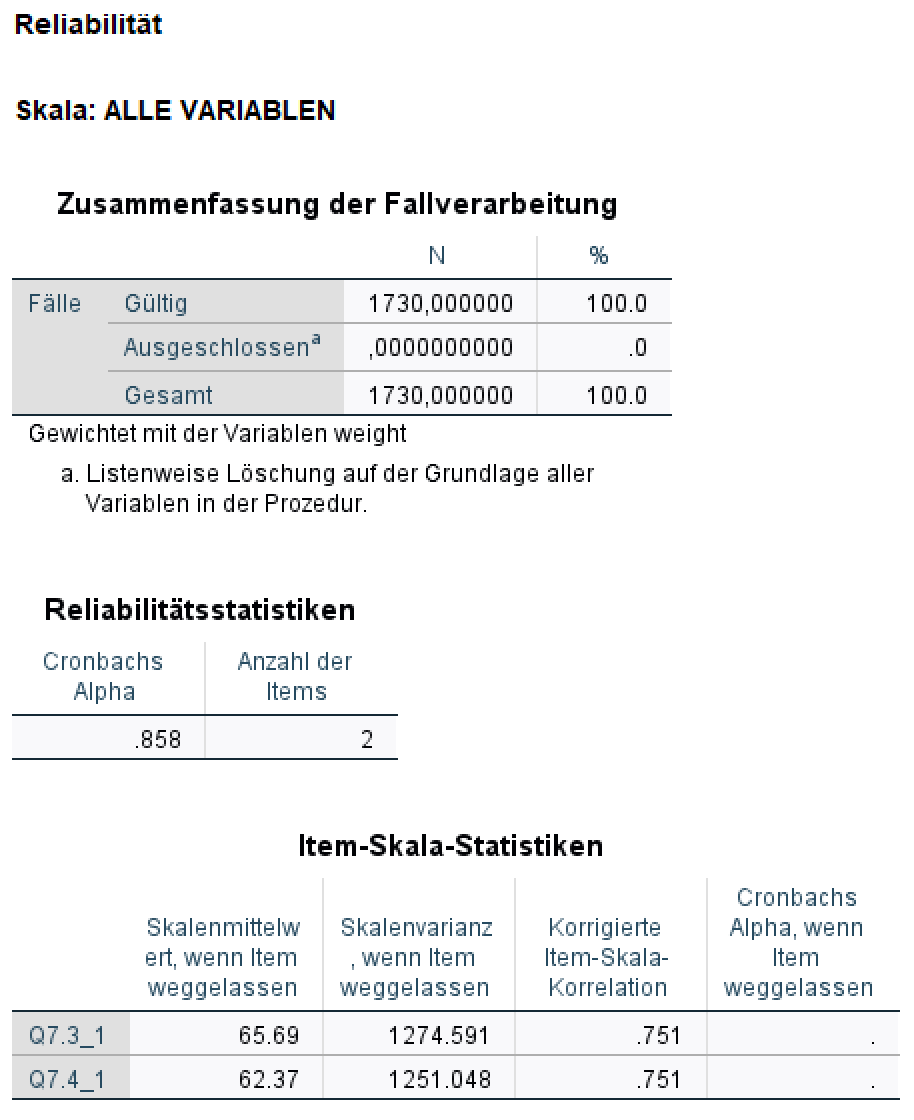 Reliabilität
Skala: ALLE VARIABLEN
Zusammenfassung der Fallverarbeitung
N %
Fälle Gültig 1730,000000 100.0
Ausgeschlossenᵃ ,0000000000 .0
Gesamt 1730,000000 100.0
Gewichtet mit der Variablen weight
a. Listenweise Löschung auf der Grundlage aller
Variablen in der Prozedur.
Reliabilitätsstatistiken
Cronbachs Anzahl der
Alpha Items
.858 2
Item-Skala-Statistiken
Cronbachs
Skalenmittelw Skalenvarianz Korrigierte Alpha, wenn
ert, wenn Item , wenn Item Item-Skala- Item
weggelassen weggelassen Korrelation weggelassen
Q7.3_1 65.69 1274.591 .751 .
Q7.4_1 62.37 1251.048 .751 .